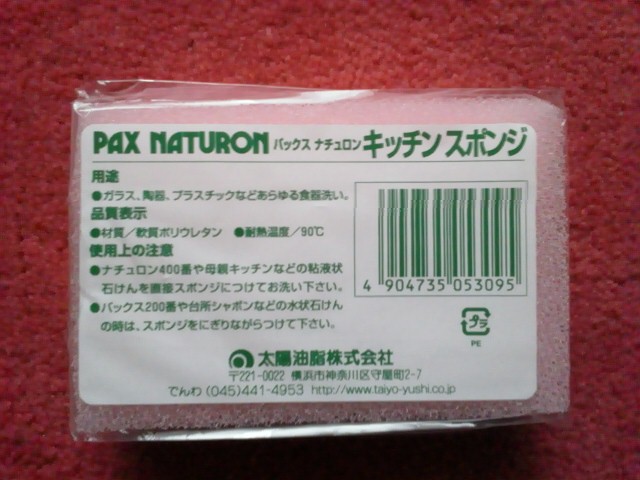 PAX NATURON パックス ナチュロン キッチンスポンジ
用途
●ガラス、陶器、プラスチックなどあらゆる食器洗い。
品質表示
●材質／軟質ポリウレタン ●耐熱温度／90℃
使用上の注意
●ナチュロン400番や母親キッチンなどの粘液状
石けんを直接スポンジにつけてお洗い下さい。
●パックス200番や台所シャボンなどの水状石けん
の時は、スポンジをにぎりながらつけて下さい。
4 904735 053095
プラ
PE
太陽油脂株式会社
〒221-0022 横浜市神奈川区守屋町2-7
でんわ (045)441-4953 http://www.taiyo-yushi.co.jp